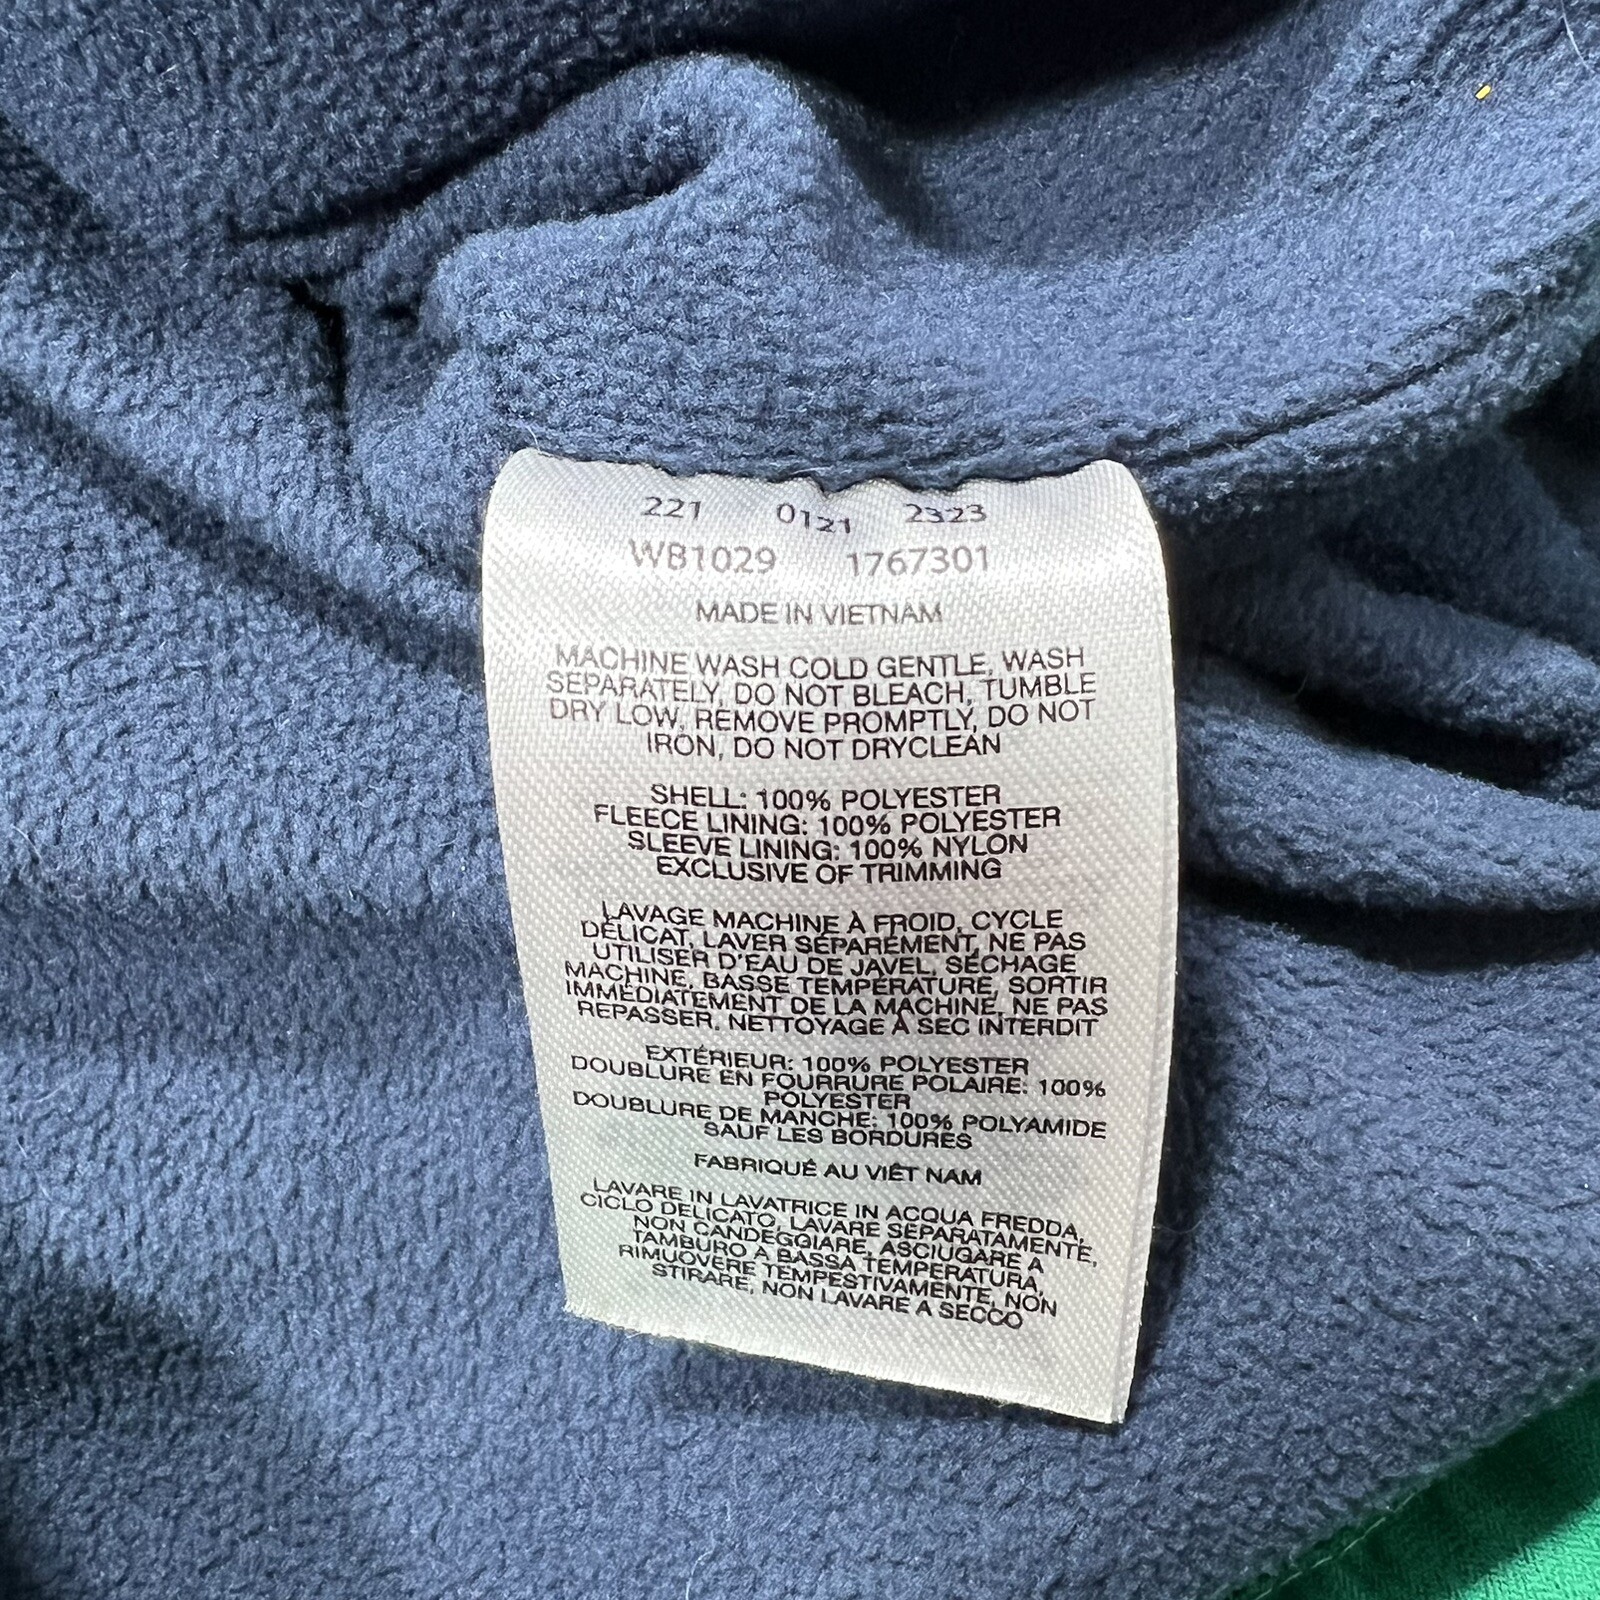 221 0121 2323
WB1029 1767301
MADE IN VIETNAM
MACHINE WASH COLD GENTLE, WASH
SEPARATELY, DO NOT BLEACH, TUMBLE
DRY LOW, REMOVE PROMPTLY, DO NOT
IRON, DO NOT DRYCLEAN
SHELL: 100% POLYESTER
FLEECE LINING: 100% POLYESTER
SLEEVE LINING: 100% NYLON
EXCLUSIVE OF TRIMMING
LAVAGE MACHINE À FROID, CYCLE
DÉLICAT, LAVER SÉPARÉMENT, NE PAS
UTILISER D'EAU DE JAVEL, SÉCHAGE
MACHINE, BASSE TEMPÉRATURE, SORTIR
IMMÉDIATEMENT DE LA MACHINE, NE PAS
REPASSER, NETTOYAGE À SEC INTERDIT
EXTÉRIEUR: 100% POLYESTER
DOUBLURE EN FOURRURE POLAIRE: 100%
POLYESTER
DOUBLURE DE MANCHE: 100% POLYAMIDE
SAUF LES BORDURES
FABRIQUÉ AU VIÊT NAM
LAVARE IN LAVATRICE IN ACQUA FREDDA,
CICLO DELICATO, LAVARE SEPARATAMENTE,
NON CANDEGGIARE, ASCIUGARE A
TAMBURO A BASSA TEMPERATURA,
RIMUOVERE TEMPESTIVAMENTE, NON
STIRARE, NON LAVARE A SECCO